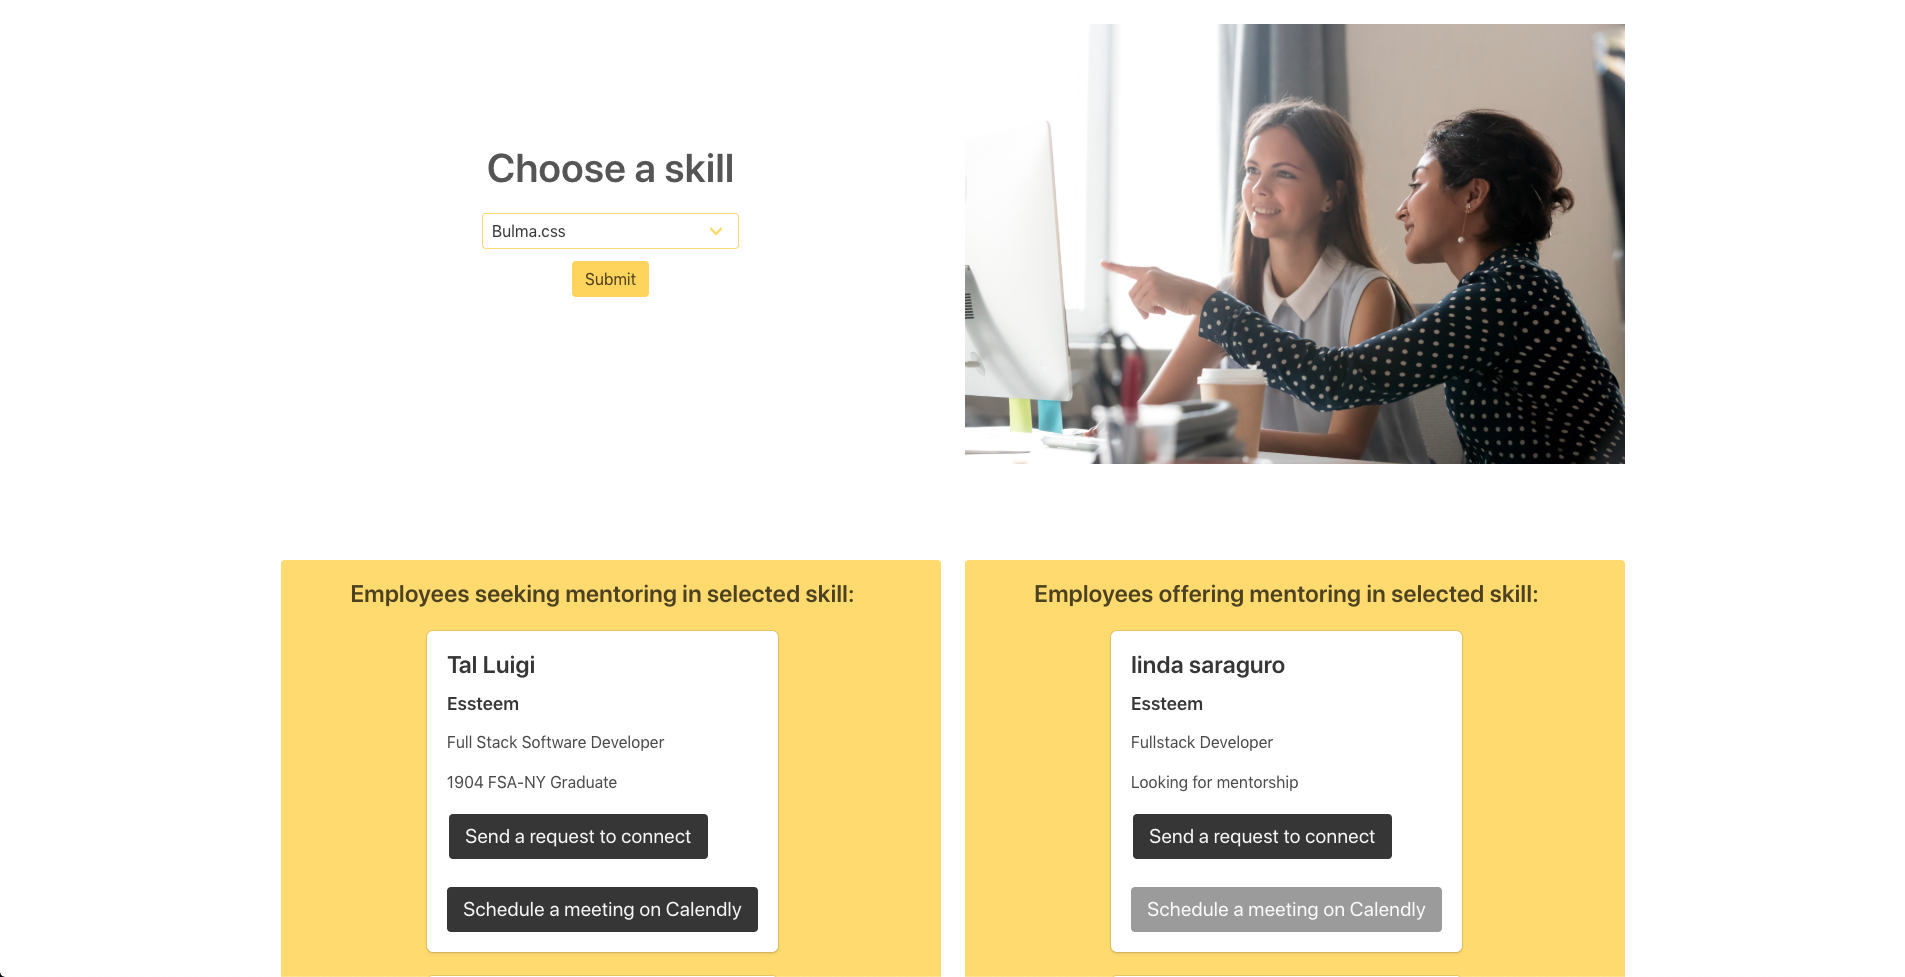 Choose a skill
Bulma.css
Submit
Employees seeking mentoring in selected skill:
Tal Luigi
Essteem
Full Stack Software Developer
1904 FSA-NY Graduate
Send a request to connect
Schedule a meeting on Calendly
Employees offering mentoring in selected skill:
linda saraguro
Essteem
Fullstack Developer
Looking for mentorship
Send a request to connect
Schedule a meeting on Calendly